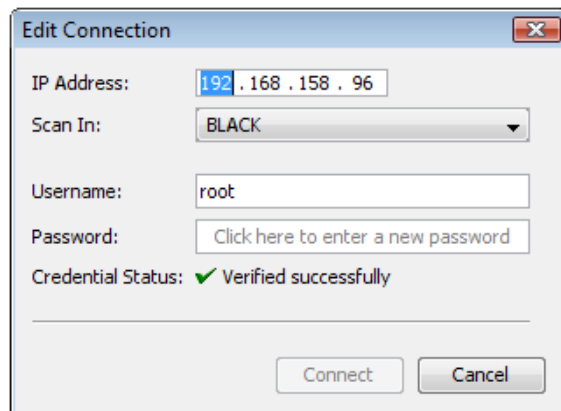 Edit Connection
IP Address: 192 . 168 . 158 . 96
Scan In: BLACK
Username: root
Password: Click here to enter a new password
Credential Status: Verified successfully
Connect Cancel